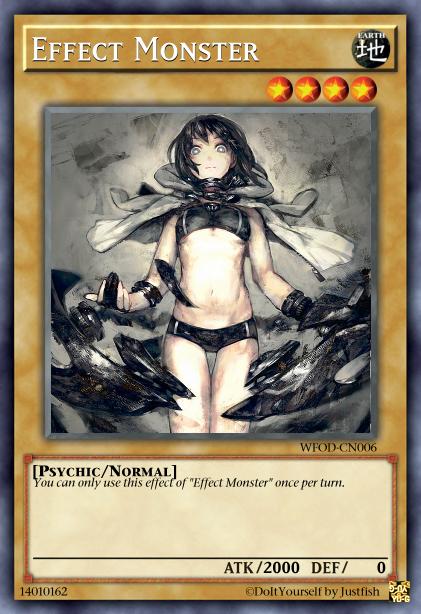 EFFECT MONSTER
EARTH
地
WFOD-CN006
[PSYCHIC/NORMAL]
You can only use this effect of "Effect Monster" once per turn.
ATK/2000 DEF/ 0
14010162 ©DoItYourself by Justfish